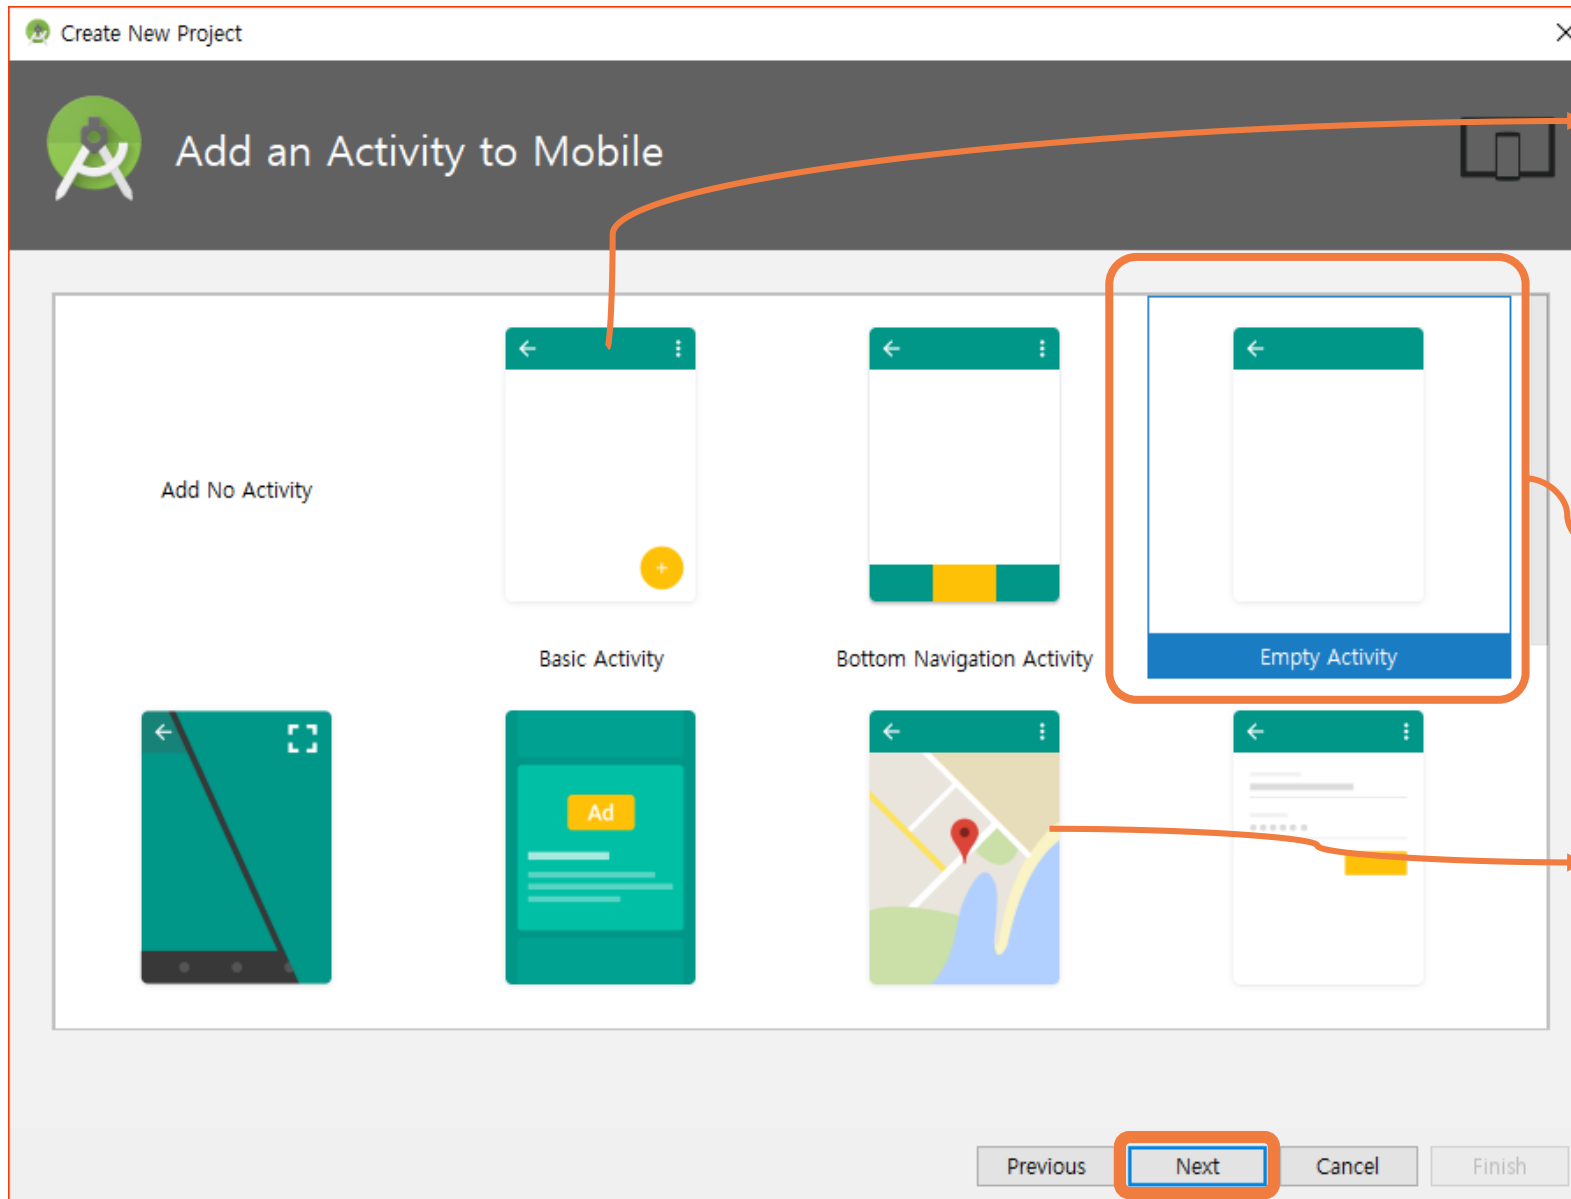 Create New Project
Add an Activity to Mobile
Add No Activity
Basic Activity
Bottom Navigation Activity
Empty Activity
Ad
Previous
Next
Cancel
Finish